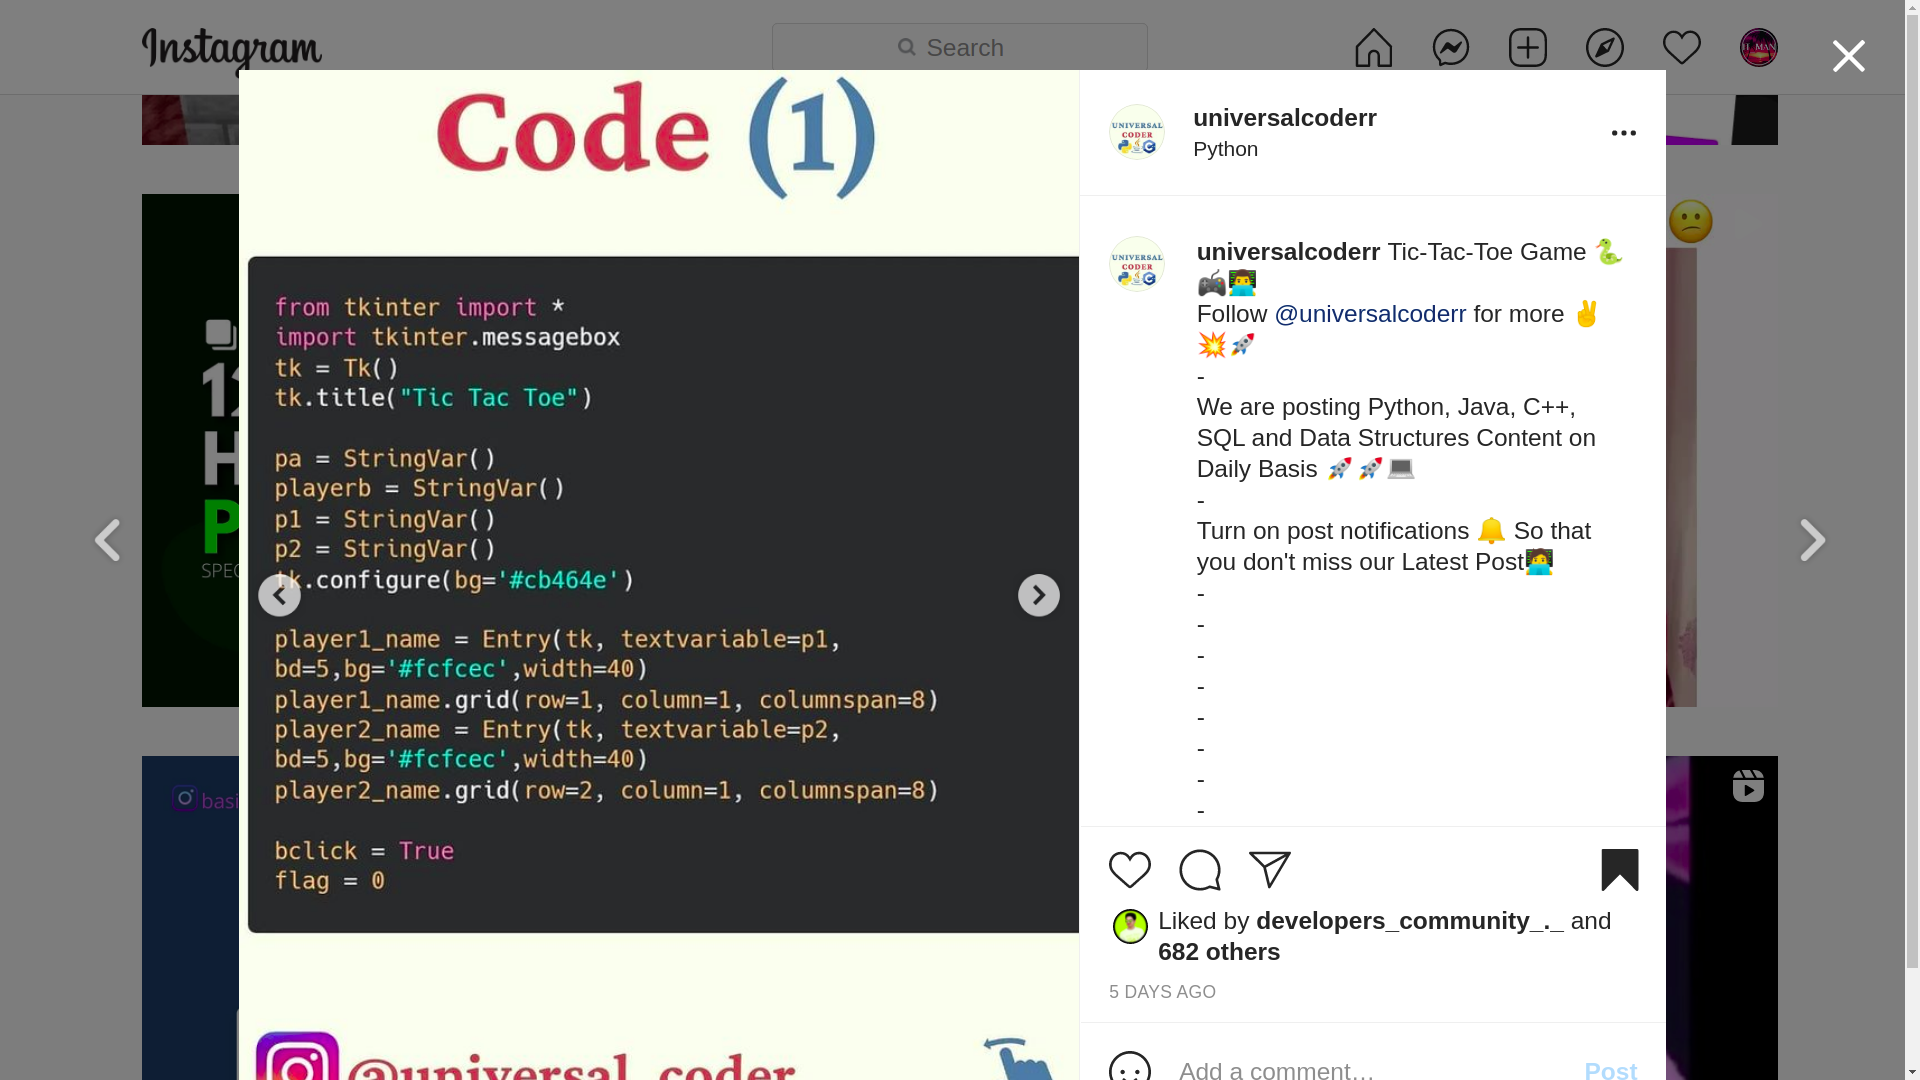 Instagram
Search
Code (1)
from tkinter import *
import tkinter.messagebox
tk = Tk()
tk.title("Tic Tac Toe")
pa = StringVar()
playerb = StringVar()
p1 = StringVar()
p2 = StringVar()
tk.configure(bg='#cb464e')
player1_name = Entry(tk, textvariable=p1,
bd=5,bg='#fcfcec',width=40)
player1_name.grid(row=1, column=1, columnspan=8)
player2_name = Entry(tk, textvariable=p2,
bd=5,bg='#fcfcec',width=40)
player2_name.grid(row=2, column=1, columnspan=8)
bclick = True
flag = 0
@universal_coder
universalcoderr
Python
UNIVERSAL
CODER
universalcoderr Tic-Tac-Toe Game 🐍
🎮👨‍💻
Follow @universalcoderr for more ✌
💥🚀
-
We are posting Python, Java, C++,
SQL and Data Structures Content on
Daily Basis 🚀🚀💻
-
Turn on post notifications 🔔 So that
you don't miss our Latest Post🧑‍💻
-
-
-
-
-
-
-
-
UNIVERSAL
CODER
Liked by developers_community_._ and
682 others
5 DAYS AGO
Add a comment…
Post